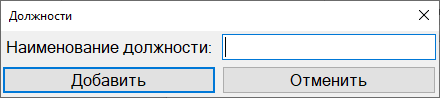 Должности
Наименование должности:
Добавить Отменить